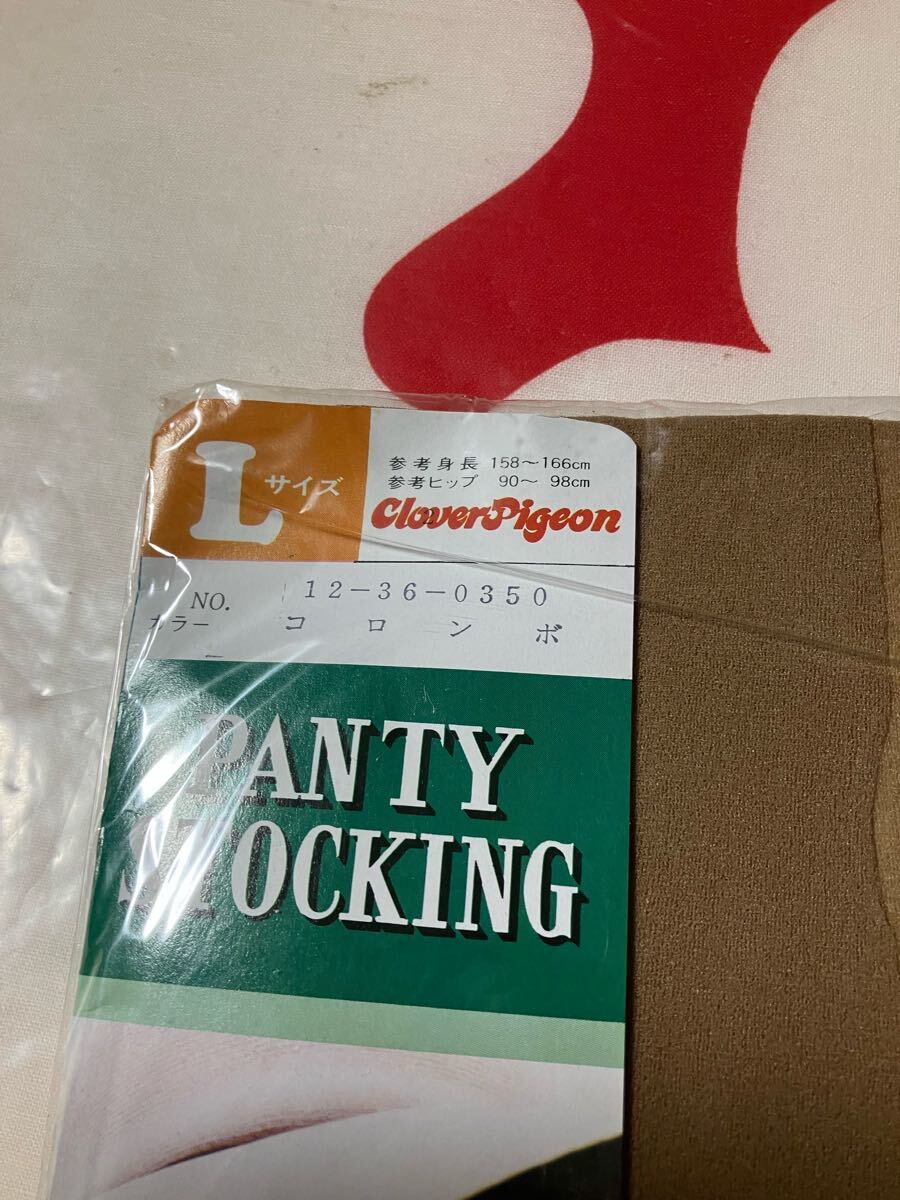 Lサイズ
参考身長 158～166cm
参考ヒップ 90～ 98cm
CloverPigeon
NO. 12-36-0350
カラー コロンボ
PANTY
STOCKING